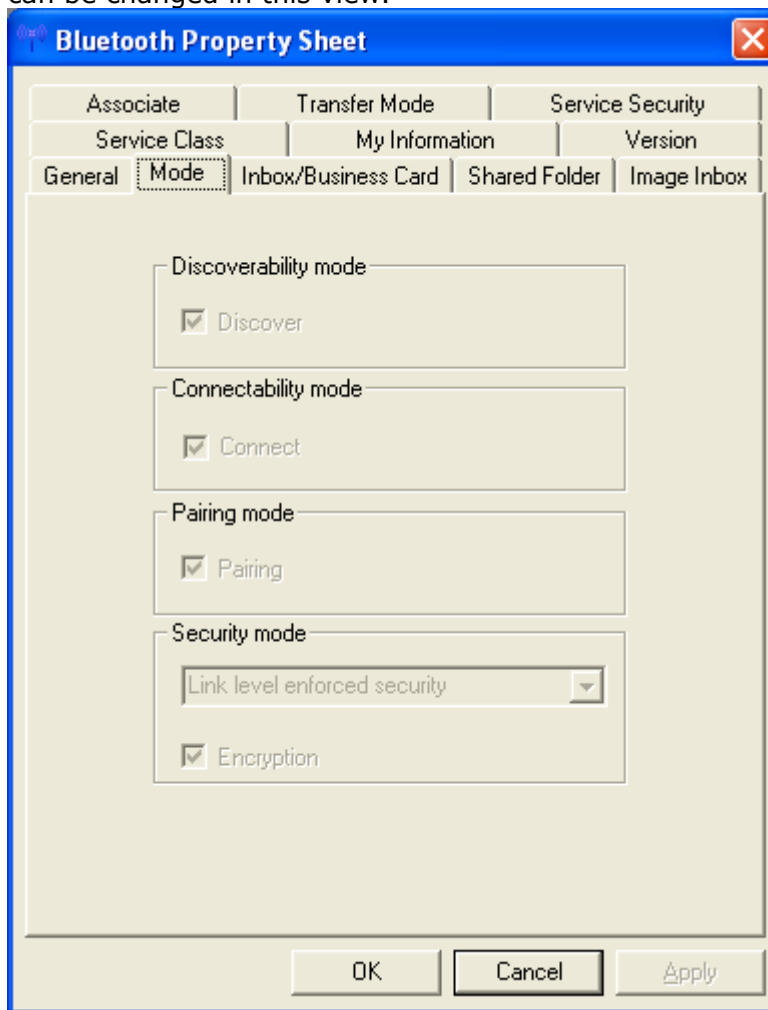 can be changed in this view.
Bluetooth Property Sheet
Associate Transfer Mode Service Security
Service Class My Information Version
General Mode Inbox/Business Card Shared Folder Image Inbox
Discoverability mode
Discover
Connectability mode
Connect
Pairing mode
Pairing
Security mode
Link level enforced security
Encryption
OK Cancel Apply